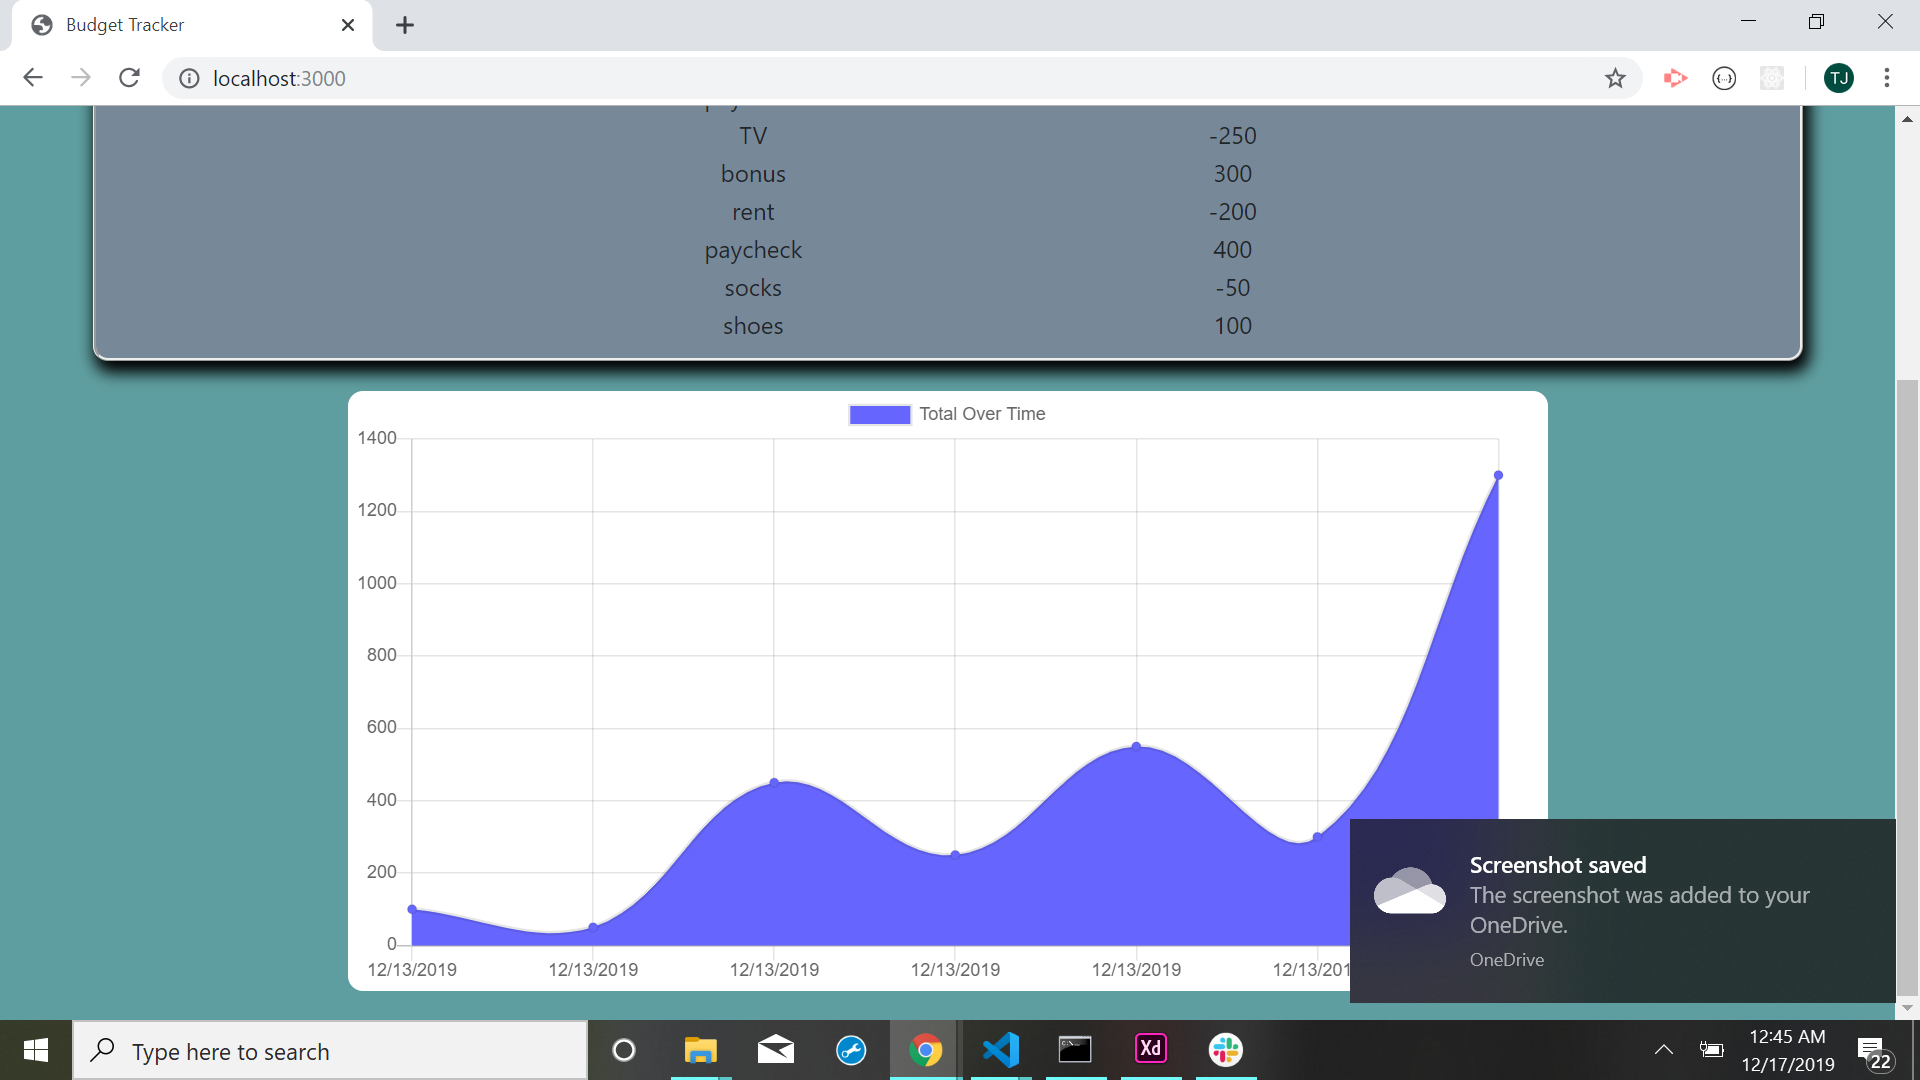 Budget Tracker
localhost:3000
TJ
TV -250
bonus 300
rent -200
paycheck 400
socks -50
shoes 100
Total Over Time
1400
1200
1000
800
600
400
200
0
12/13/2019 12/13/2019 12/13/2019 12/13/2019 12/13/2019 12/13/201
Screenshot saved
The screenshot was added to your
OneDrive.
OneDrive
Type here to search
Xd
12:45 AM
12/17/2019
22